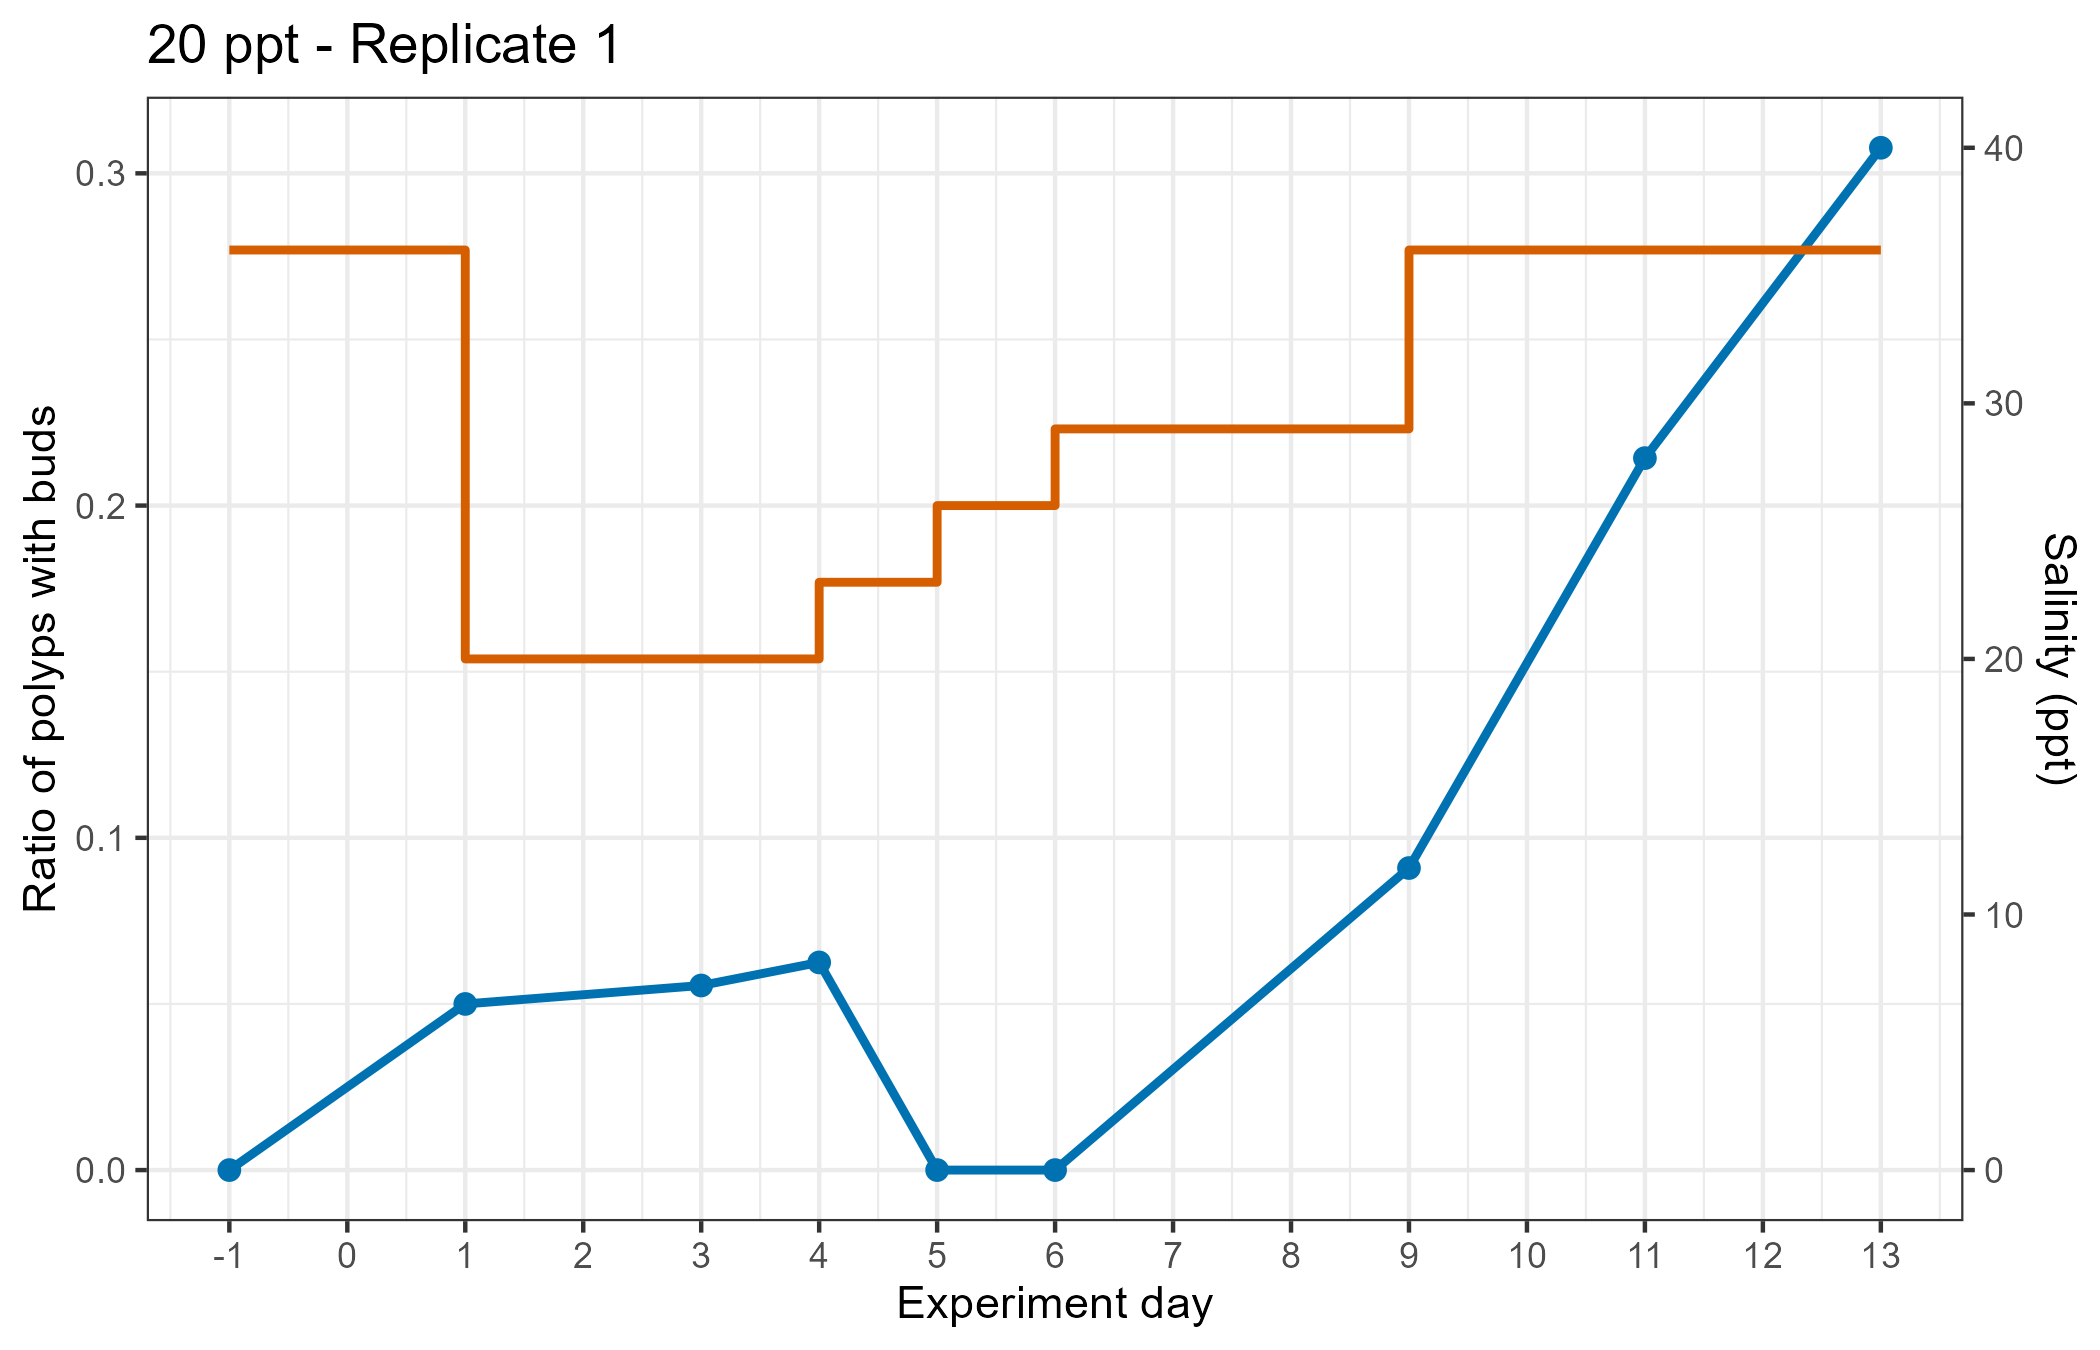 20 ppt - Replicate 1
Ratio of polyps with buds
0.3
0.2
0.1
0.0
40
30
20
10
0
Salinity (ppt)
-1 0 1 2 3 4 5 6 7 8 9 10 11 12 13
Experiment day